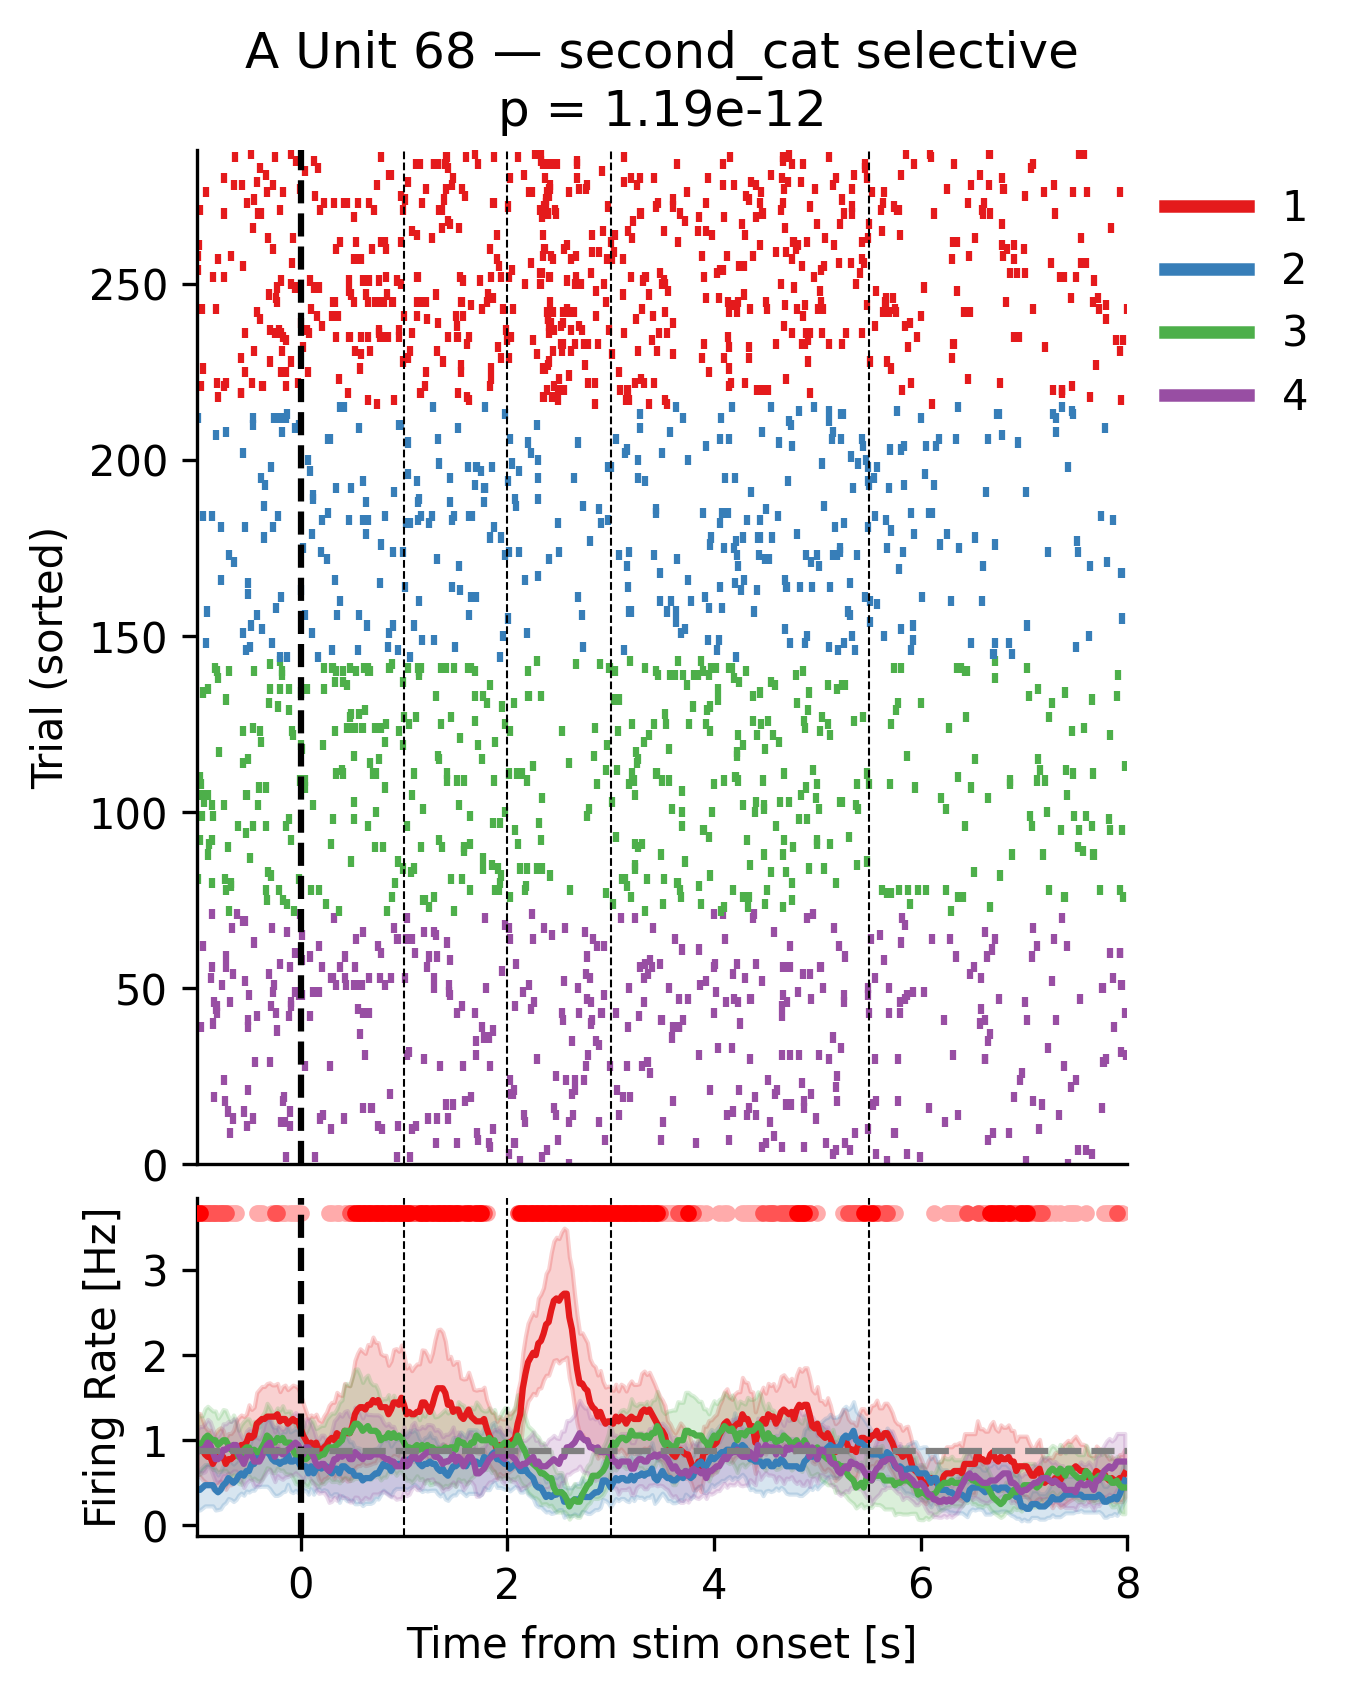 A Unit 68 — second_cat selective
p = 1.19e-12
1
2
3
4
Trial (sorted)
250
200
150
100
50
0
Firing Rate [Hz]
3
2
1
0
0 2 4 6 8
Time from stim onset [s]